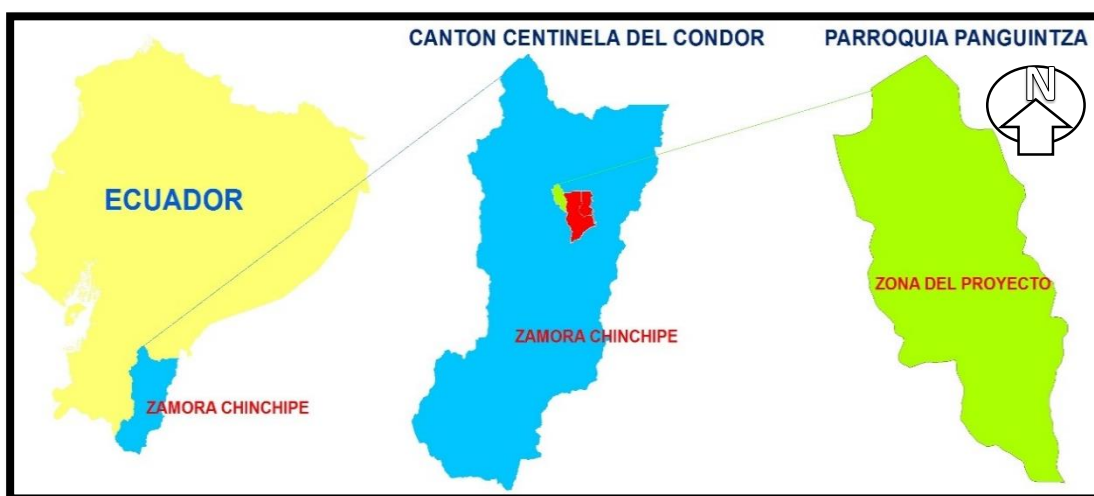 CANTON CENTINELA DEL CONDOR
PARROQUIA PANGUINTZA
N
ECUADOR
ZONA DEL PROYECTO
ZAMORA CHINCHIPE
ZAMORA CHINCHIPE